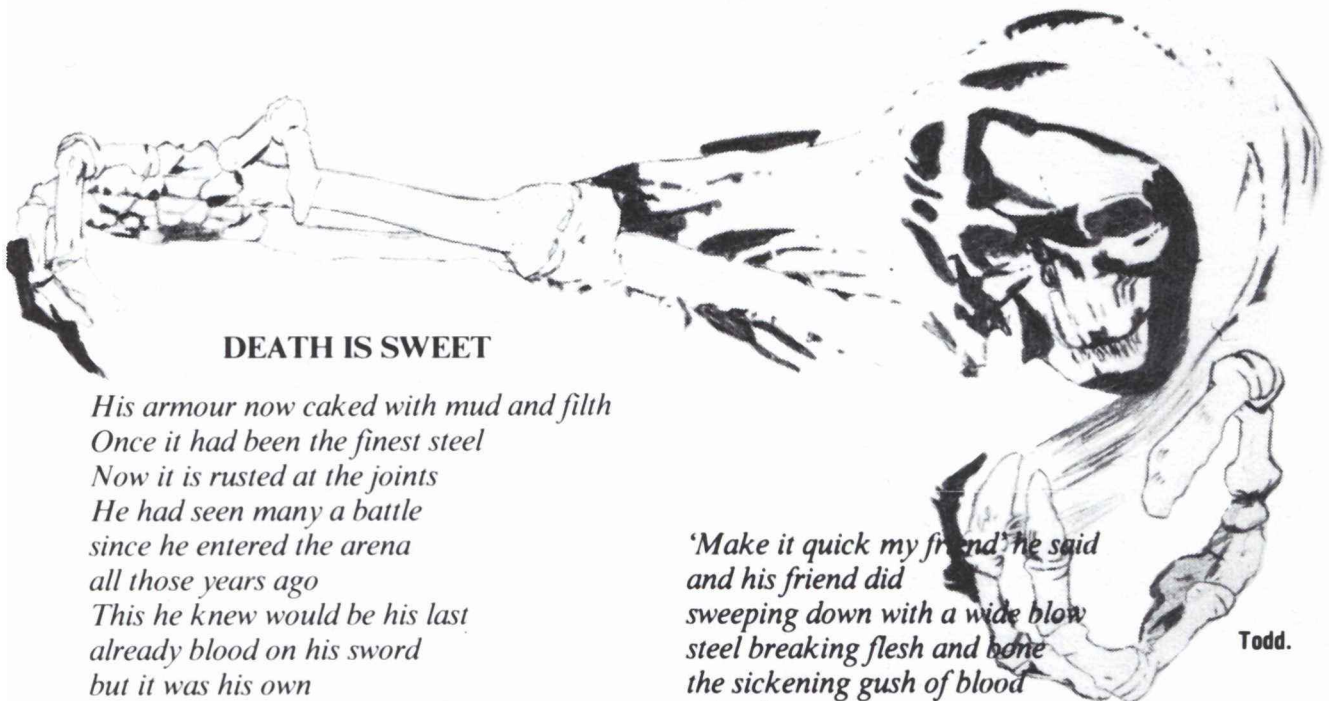 DEATH IS SWEET
His armour now caked with mud and filth
Once it had been the finest steel
Now it is rusted at the joints
He had seen many a battle
since he entered the arena
all those years ago
This he knew would be his last
already blood on his sword
but it was his own
'Make it quick my friend' he said
and his friend did
sweeping down with a wide blow
steel breaking flesh and bone
the sickening gush of blood
Todd.